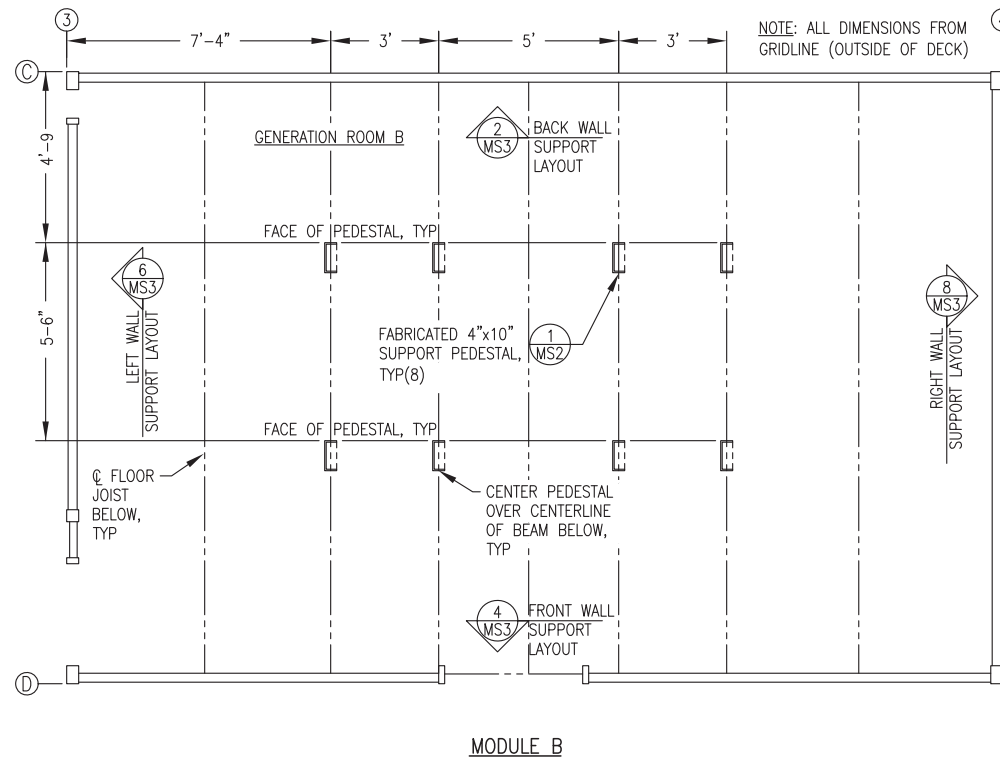 3
NOTE: ALL DIMENSIONS FROM
GRIDLINE (OUTSIDE OF DECK)
7'-4"
3'
5'
3'
C
4'-9
GENERATION ROOM B
2
MS3
BACK WALL
SUPPORT
LAYOUT
FACE OF PEDESTAL, TYP
6
MS3
LEFT WALL
SUPPORT LAYOUT
5-6"
FABRICATED 4"x10"
SUPPORT PEDESTAL,
TYP(8)
1
MS2
8
MS3
RIGHT WALL
SUPPORT LAYOUT
FACE OF PEDESTAL, TYP
℄ FLOOR
JOIST
BELOW,
TYP
CENTER PEDESTAL
OVER CENTERLINE
OF BEAM BELOW,
TYP
4
MS3
FRONT WALL
SUPPORT
LAYOUT
D
MODULE B